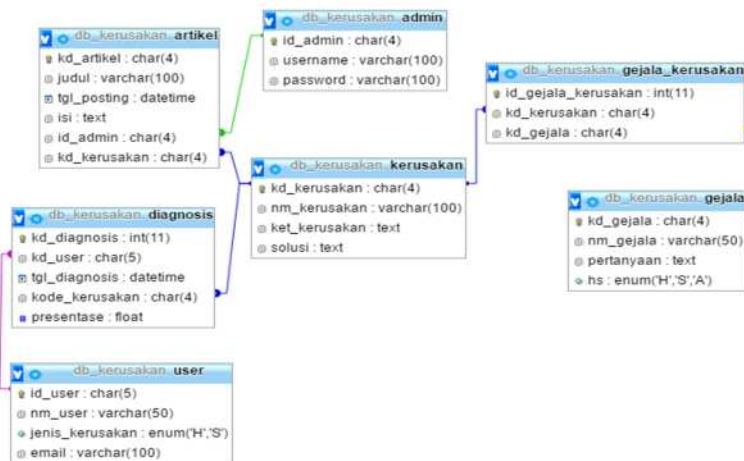 db_kerusakan artikel
kd_artikel : char(4)
judul : varchar(100)
tgl_posting : datetime
isi : text
id_admin : char(4)
kd_kerusakan : char(4)
db_kerusakan admin
id_admin : char(4)
username : varchar(100)
password : varchar(100)
db_kerusakan gejala_kerusakan
id_gejala_kerusakan : int(11)
kd_kerusakan : char(4)
kd_gejala : char(4)
db_kerusakan kerusakan
kd_kerusakan : char(4)
nm_kerusakan : varchar(100)
ket_kerusakan : text
solusi : text
db_kerusakan gejala
kd_gejala : char(4)
nm_gejala : varchar(50)
pertanyaan : text
hs : enum('H','S','A')
db_kerusakan diagnosis
kd_diagnosis : int(11)
kd_user : char(5)
tgl_diagnosis : datetime
kode_kerusakan : char(4)
presentase : float
db_kerusakan user
id_user : char(5)
nm_user : varchar(50)
jenis_kerusakan : enum('H','S')
email : varchar(100)